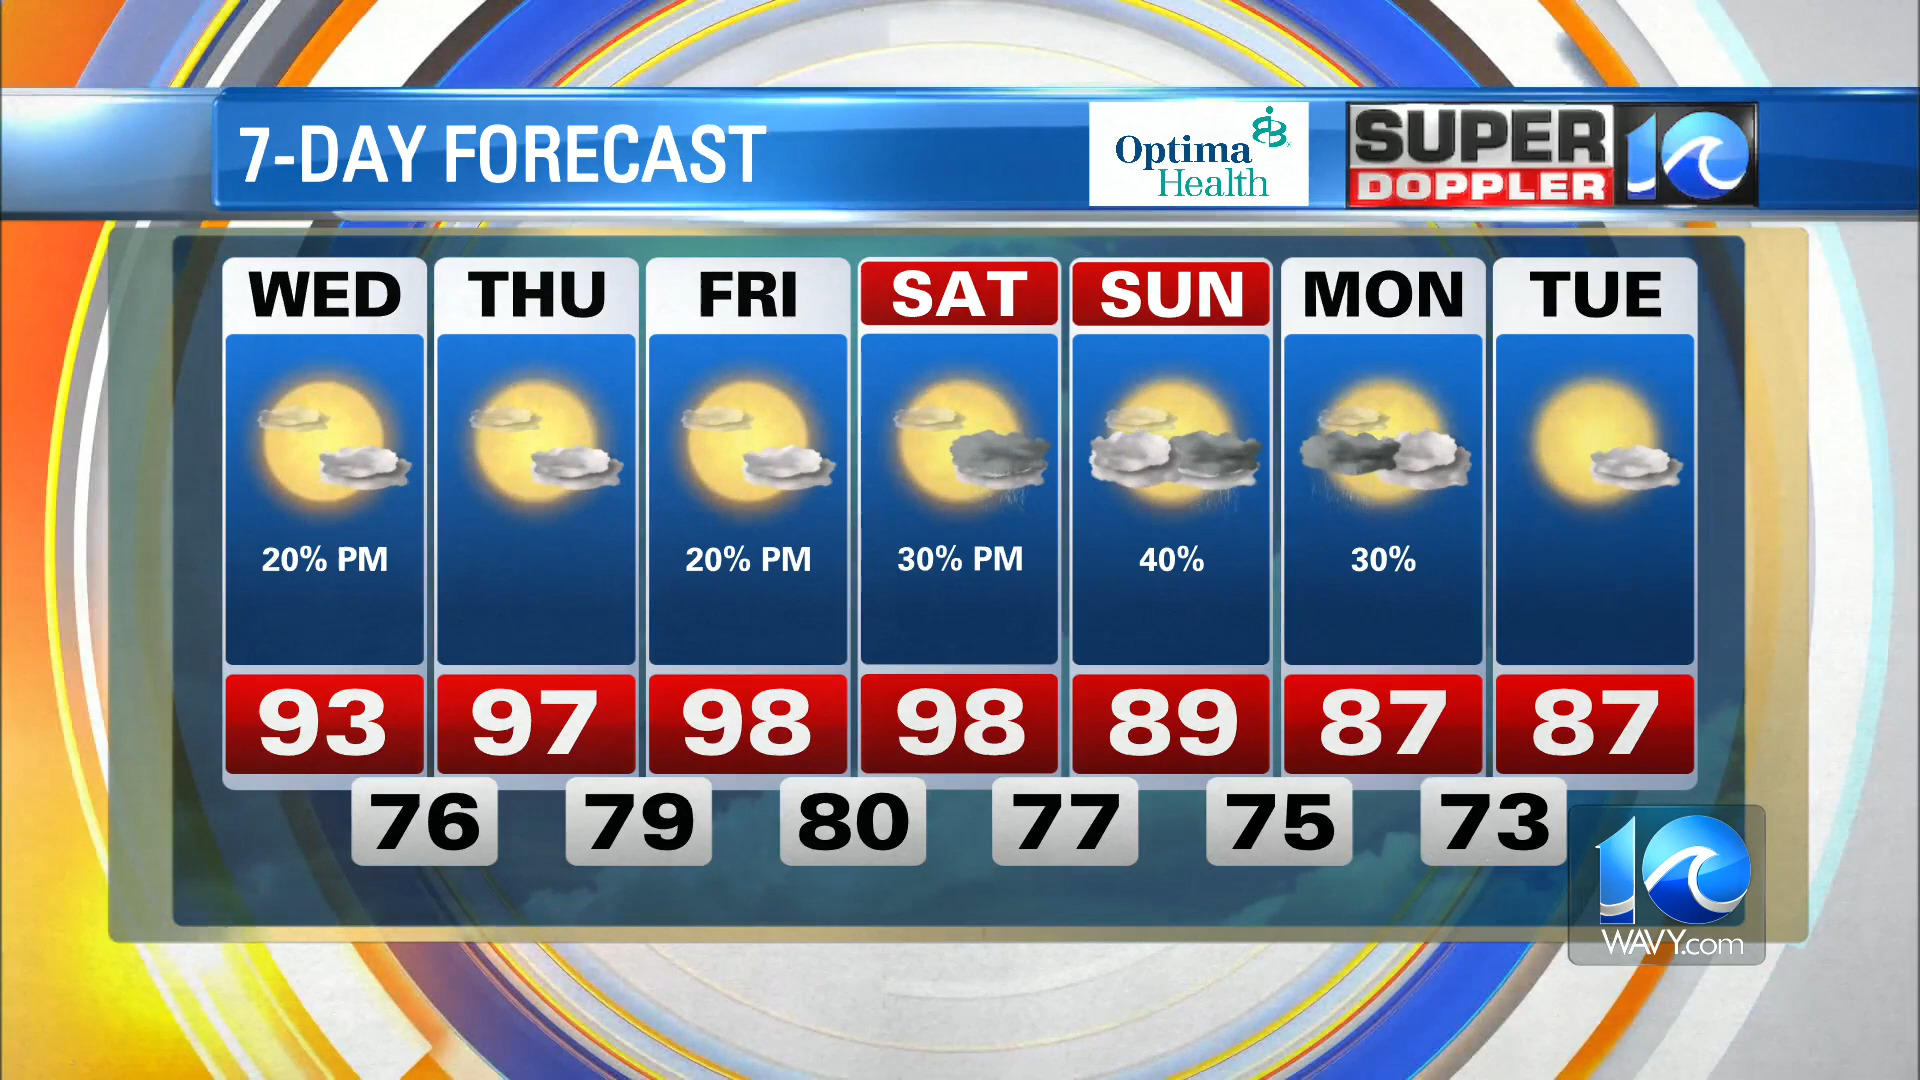 7-DAY FORECAST
Optima
Health
SUPER
DOPPLER
10
WED THU FRI SAT SUN MON TUE
20% PM 20% PM 30% PM 40% 30%
93 97 98 98 89 87 87
76 79 80 77 75 73
10
WAVY.com